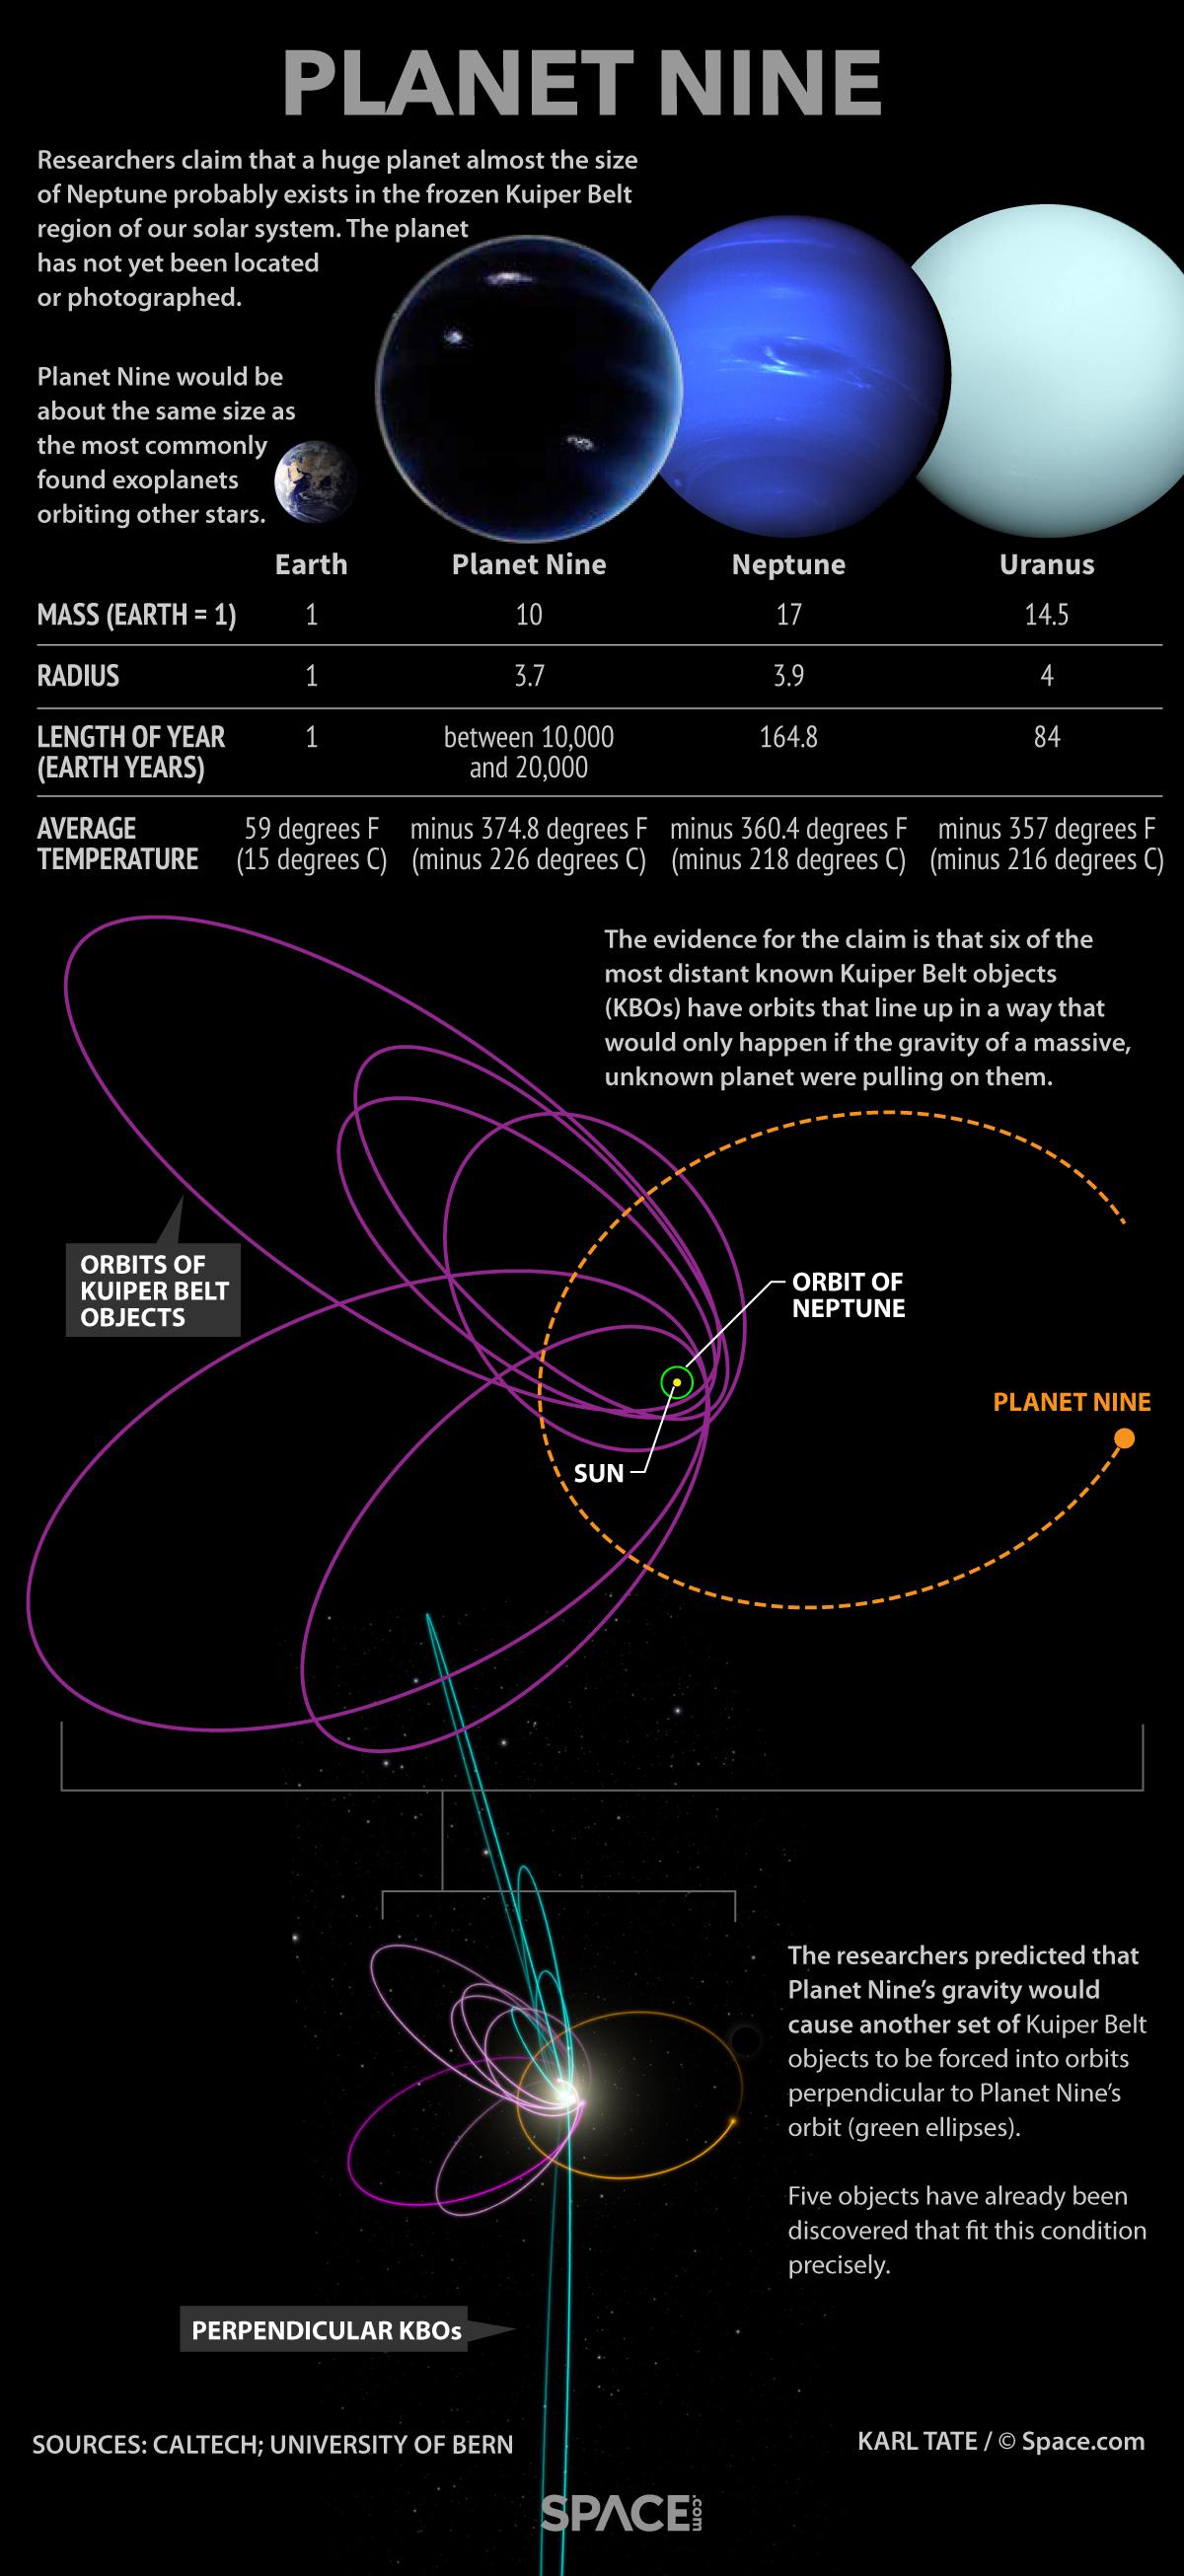 PLANET NINE
Researchers claim that a huge planet almost the size
of Neptune probably exists in the frozen Kuiper Belt
region of our solar system. The planet
has not yet been located
or photographed.
Planet Nine would be
about the same size as
the most commonly
found exoplanets
orbiting other stars.
Earth Planet Nine Neptune Uranus
MASS (EARTH = 1) 1 10 17 14.5
RADIUS 1 3.7 3.9 4
LENGTH OF YEAR 1 between 10,000 164.8 84
(EARTH YEARS) and 20,000
AVERAGE 59 degrees F minus 374.8 degrees F minus 360.4 degrees F minus 357 degrees F
TEMPERATURE (15 degrees C) (minus 226 degrees C) (minus 218 degrees C) (minus 216 degrees C)
The evidence for the claim is that six of the
most distant known Kuiper Belt objects
(KBOs) have orbits that line up in a way that
would only happen if the gravity of a massive,
unknown planet were pulling on them.
ORBITS OF
KUIPER BELT
OBJECTS
ORBIT OF
NEPTUNE
PLANET NINE
SUN
The researchers predicted that
Planet Nine’s gravity would
cause another set of Kuiper Belt
objects to be forced into orbits
perpendicular to Planet Nine’s
orbit (green ellipses).
Five objects have already been
discovered that fit this condition
precisely.
PERPENDICULAR KBOs
SOURCES: CALTECH; UNIVERSITY OF BERN
KARL TATE / © Space.com
SPACE.com